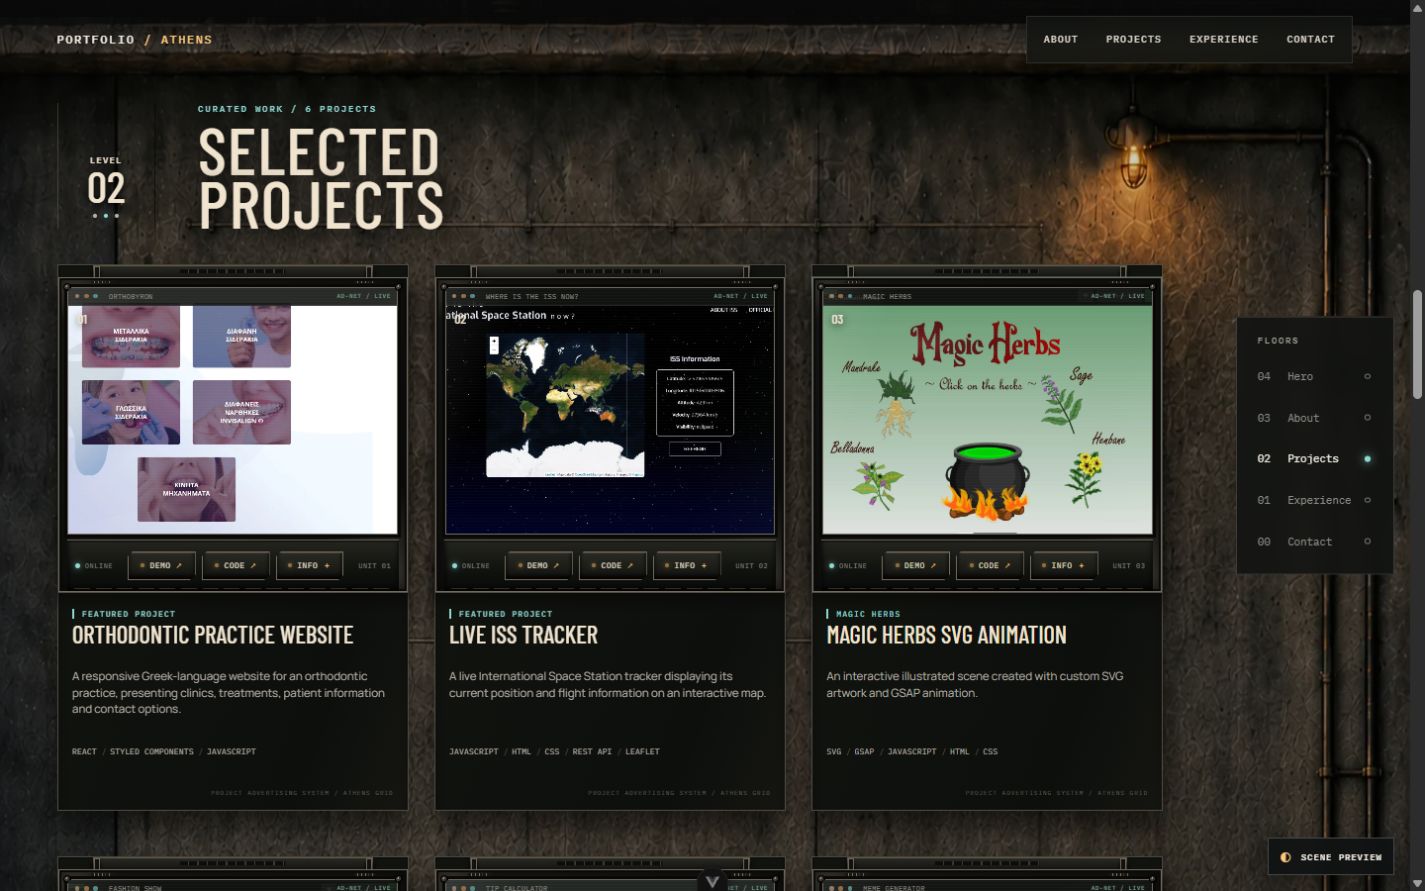 PORTFOLIO / ATHENS
ABOUT PROJECTS EXPERIENCE CONTACT
CURATED WORK / 6 PROJECTS
LEVEL
02
SELECTED
PROJECTS
ORTHOBYRON AD-NET / LIVE
01
ΜΕΤΑΛΛΙΚΑ
ΣΙΔΕΡΑΚΙΑ
ΔΙΑΦΑΝΗ
ΣΙΔΕΡΑΚΙΑ
ΓΛΩΣΣΙΚΑ
ΣΙΔΕΡΑΚΙΑ
ΔΙΑΦΑΝΕΙΣ
ΝΑΡΘΗΚΕΣ
INVISALIGN ©
ΚΙΝΗΤΑ
ΜΗΧΑΝΗΜΑΤΑ
ONLINE DEMO ↗ CODE ↗ INFO + UNIT 01
FEATURED PROJECT
ORTHODONTIC PRACTICE WEBSITE
A responsive Greek-language website for an orthodontic
practice, presenting clinics, treatments, patient information
and contact options.
REACT / STYLED COMPONENTS / JAVASCRIPT
PROJECT ADVERTISING SYSTEM / ATHENS GRID
WHERE IS THE ISS NOW? AD-NET / LIVE
02
ational Space Station now?
ABOUT ISS OFFICIAL
ISS Information
ONLINE DEMO ↗ CODE ↗ INFO + UNIT 02
FEATURED PROJECT
LIVE ISS TRACKER
A live International Space Station tracker displaying its
current position and flight information on an interactive map.
JAVASCRIPT / HTML / CSS / REST API / LEAFLET
PROJECT ADVERTISING SYSTEM / ATHENS GRID
MAGIC HERBS AD-NET / LIVE
03
Magic Herbs
~ Click on the herbs ~
Mandrake
Sage
Belladonna
Henbane
ONLINE DEMO ↗ CODE ↗ INFO + UNIT 03
MAGIC HERBS
MAGIC HERBS SVG ANIMATION
An interactive illustrated scene created with custom SVG
artwork and GSAP animation.
SVG / GSAP / JAVASCRIPT / HTML / CSS
PROJECT ADVERTISING SYSTEM / ATHENS GRID
FLOORS
04 Hero
03 About
02 Projects
01 Experience
00 Contact
SCENE PREVIEW
FASHION SHOW AD-NET / LIVE
TIP CALCULATOR NET / LIVE
MEME GENERATOR AD-NET / LIVE